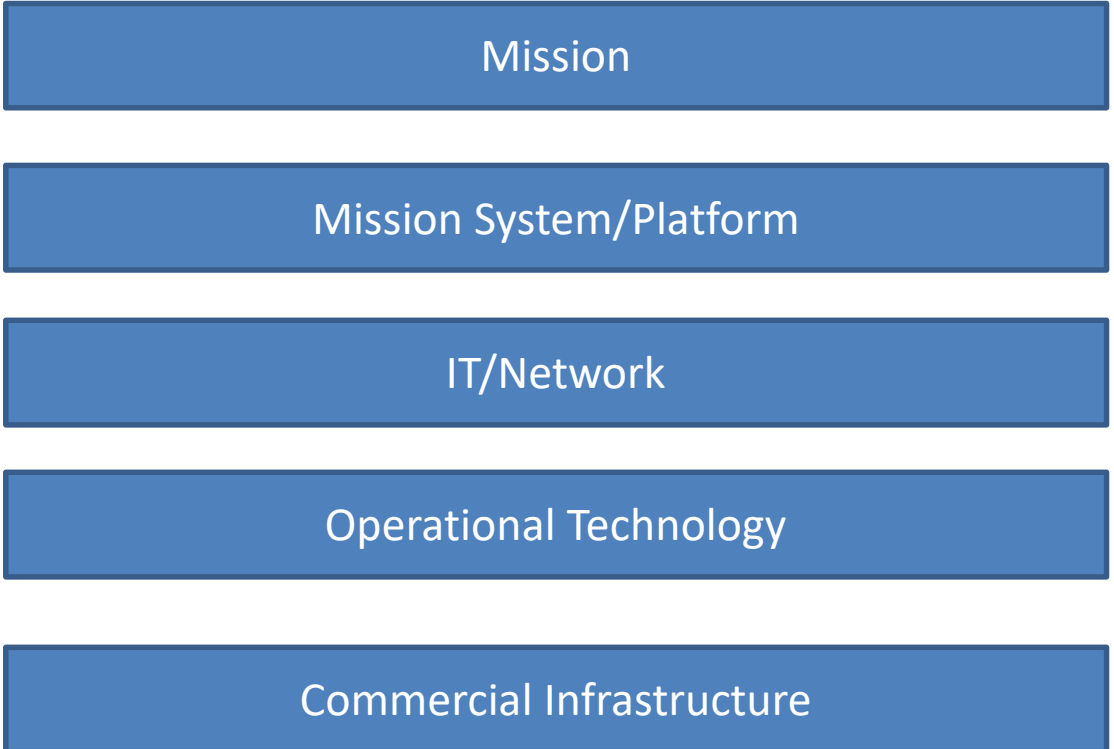 Mission
Mission System/Platform
IT/Network
Operational Technology
Commercial Infrastructure